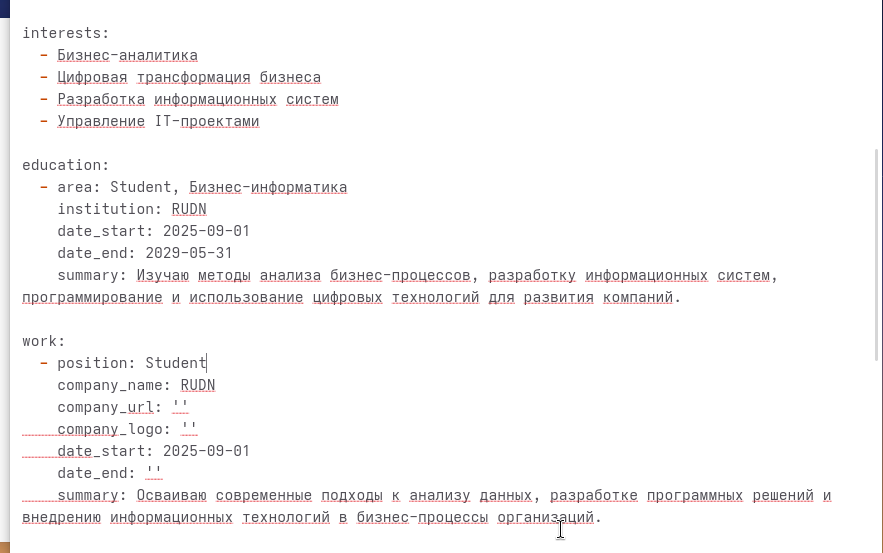 interests:
  - Бизнес-аналитика
  - Цифровая трансформация бизнеса
  - Разработка информационных систем
  - Управление IT-проектами

education:
  - area: Student, Бизнес-информатика
    institution: RUDN
    date_start: 2025-09-01
    date_end: 2029-05-31
    summary: Изучаю методы анализа бизнес-процессов, разработку информационных систем,
программирование и использование цифровых технологий для развития компаний.

work:
  - position: Student
    company_name: RUDN
    company_url: ''
    company_logo: ''
    date_start: 2025-09-01
    date_end: ''
    summary: Осваиваю современные подходы к анализу данных, разработке программных решений и
внедрению информационных технологий в бизнес-процессы организаций.